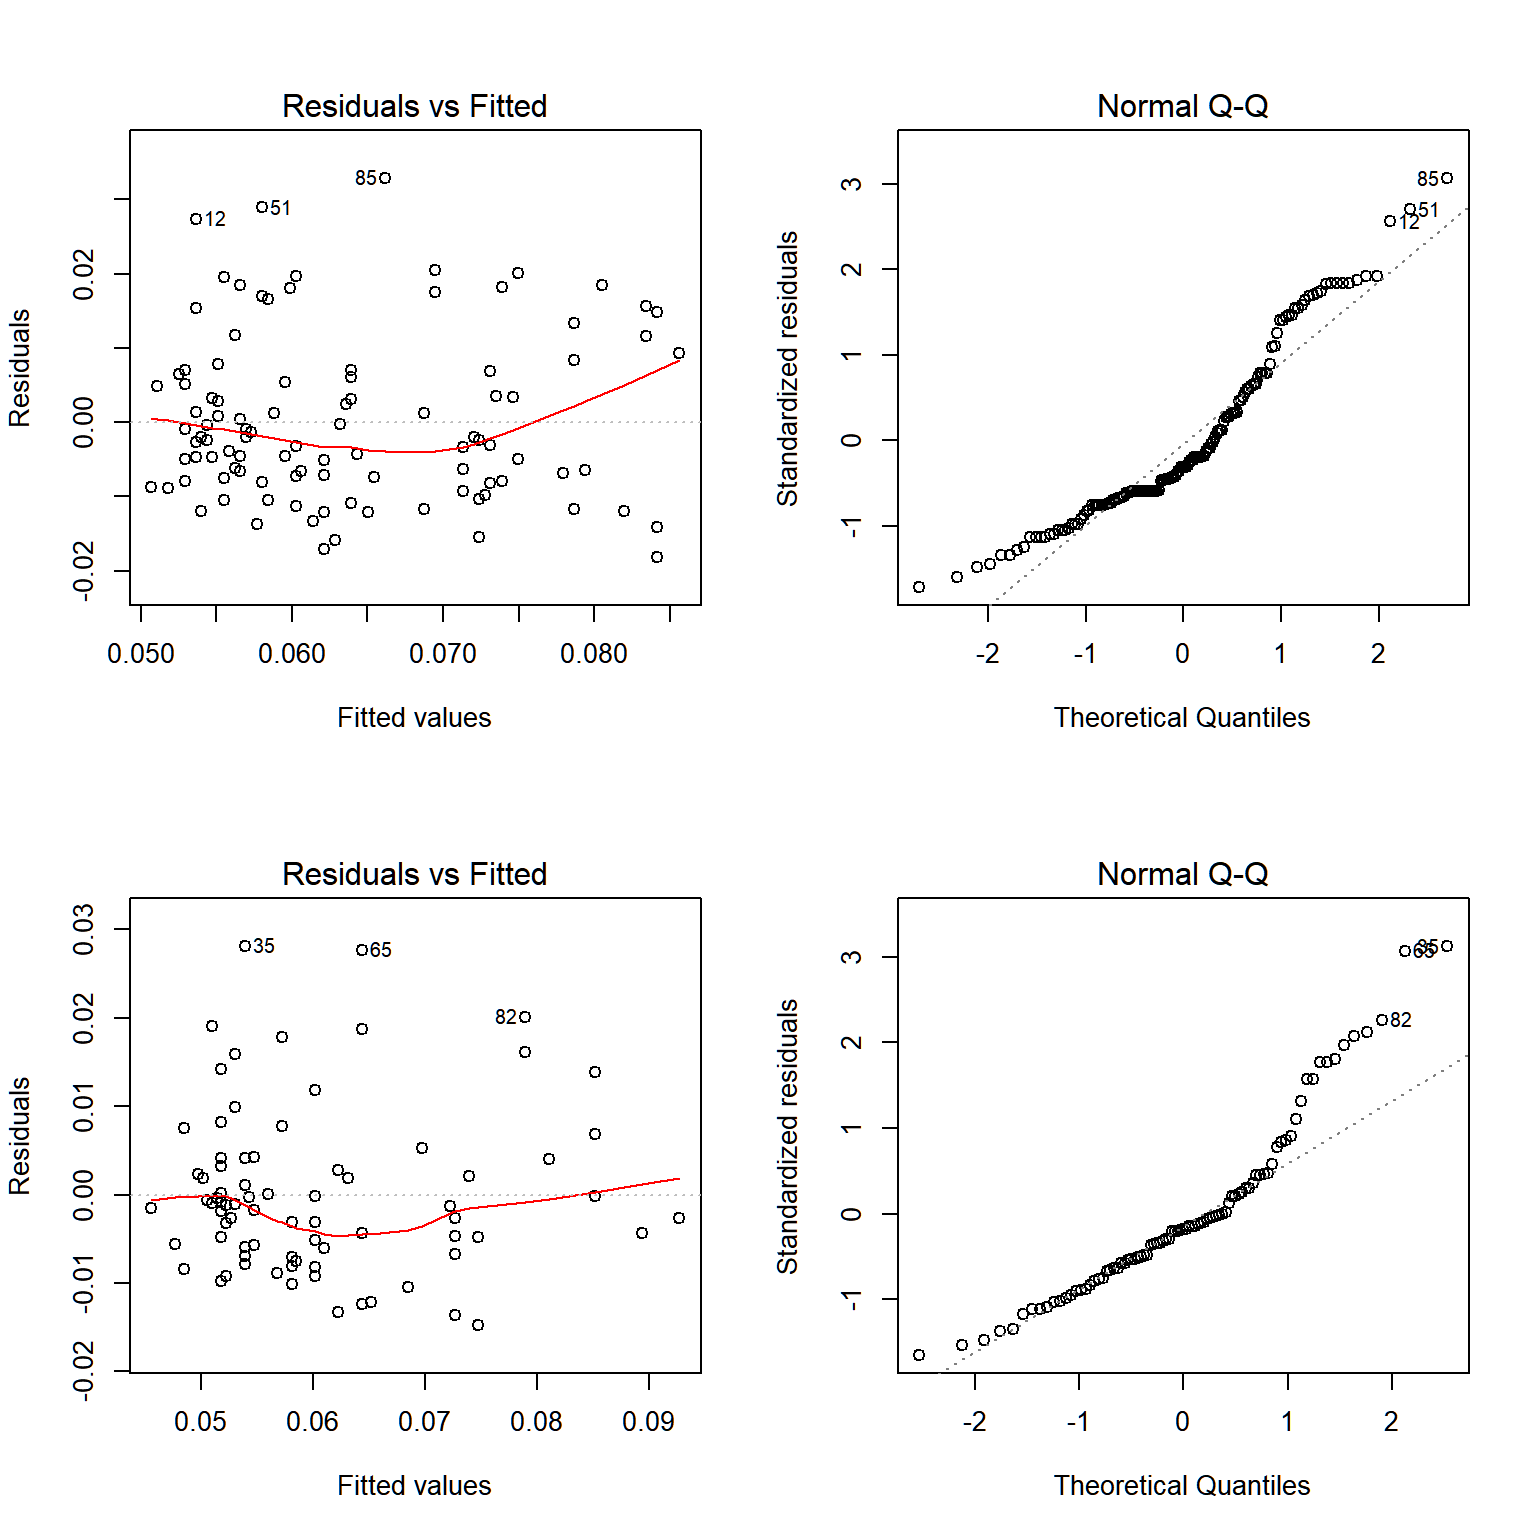 Residuals vs Fitted
Residuals
0.02
0.00
-0.02
85
51
12
0.050 0.060 0.070 0.080
Fitted values
Normal Q-Q
Standardized residuals
3
2
1
0
-1
85
51
12
-2 -1 0 1 2
Theoretical Quantiles
Residuals vs Fitted
Residuals
0.03
0.02
0.01
0.00
-0.01
-0.02
35
65
82
0.05 0.06 0.07 0.08 0.09
Fitted values
Normal Q-Q
Standardized residuals
3
2
1
0
-1
35
65
82
-2 -1 0 1 2
Theoretical Quantiles